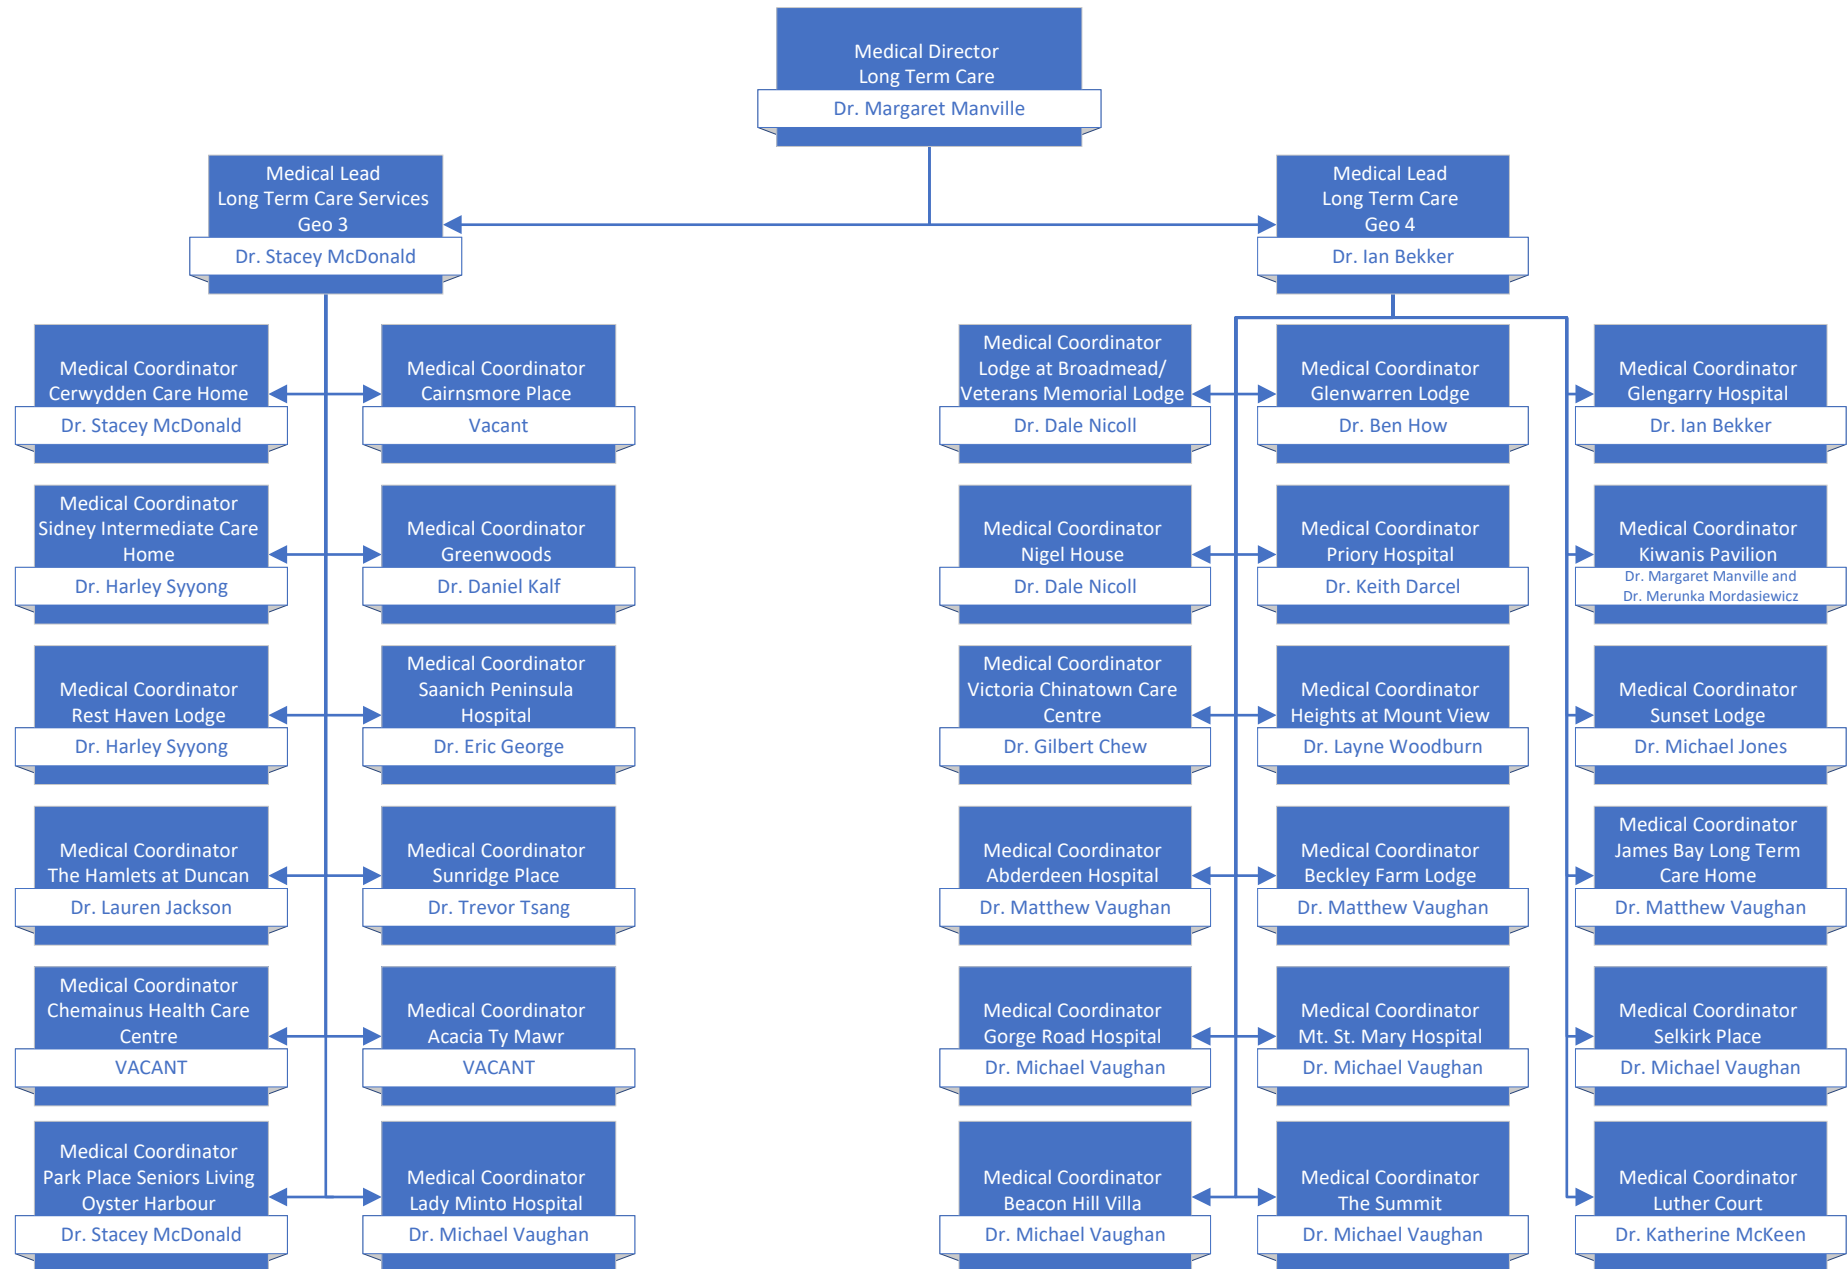 Medical Director
Long Term Care
Dr. Margaret Manville
Medical Lead
Long Term Care Services
Geo 3
Dr. Stacey McDonald
Medical Lead
Long Term Care
Geo 4
Dr. Ian Bekker
Medical Coordinator
Cerwydden Care Home
Dr. Stacey McDonald
Medical Coordinator
Cairnsmore Place
Vacant
Medical Coordinator
Lodge at Broadmead/
Veterans Memorial Lodge
Dr. Dale Nicoll
Medical Coordinator
Glenwarren Lodge
Dr. Ben How
Medical Coordinator
Glengarry Hospital
Dr. Ian Bekker
Medical Coordinator
Sidney Intermediate Care
Home
Dr. Harley Syyong
Medical Coordinator
Greenwoods
Dr. Daniel Kalf
Medical Coordinator
Nigel House
Dr. Dale Nicoll
Medical Coordinator
Priory Hospital
Dr. Keith Darcel
Medical Coordinator
Kiwanis Pavilion
Dr. Margaret Manville and
Dr. Merunka Mordasiewicz
Medical Coordinator
Rest Haven Lodge
Dr. Harley Syyong
Medical Coordinator
Saanich Peninsula
Hospital
Dr. Eric George
Medical Coordinator
Victoria Chinatown Care
Centre
Dr. Gilbert Chew
Medical Coordinator
Heights at Mount View
Dr. Layne Woodburn
Medical Coordinator
Sunset Lodge
Dr. Michael Jones
Medical Coordinator
The Hamlets at Duncan
Dr. Lauren Jackson
Medical Coordinator
Sunridge Place
Dr. Trevor Tsang
Medical Coordinator
Abderdeen Hospital
Dr. Matthew Vaughan
Medical Coordinator
Beckley Farm Lodge
Dr. Matthew Vaughan
Medical Coordinator
James Bay Long Term
Care Home
Dr. Matthew Vaughan
Medical Coordinator
Chemainus Health Care
Centre
VACANT
Medical Coordinator
Acacia Ty Mawr
VACANT
Medical Coordinator
Gorge Road Hospital
Dr. Michael Vaughan
Medical Coordinator
Mt. St. Mary Hospital
Dr. Michael Vaughan
Medical Coordinator
Selkirk Place
Dr. Michael Vaughan
Medical Coordinator
Park Place Seniors Living
Oyster Harbour
Dr. Stacey McDonald
Medical Coordinator
Lady Minto Hospital
Dr. Michael Vaughan
Medical Coordinator
Beacon Hill Villa
Dr. Michael Vaughan
Medical Coordinator
The Summit
Dr. Michael Vaughan
Medical Coordinator
Luther Court
Dr. Katherine McKeen